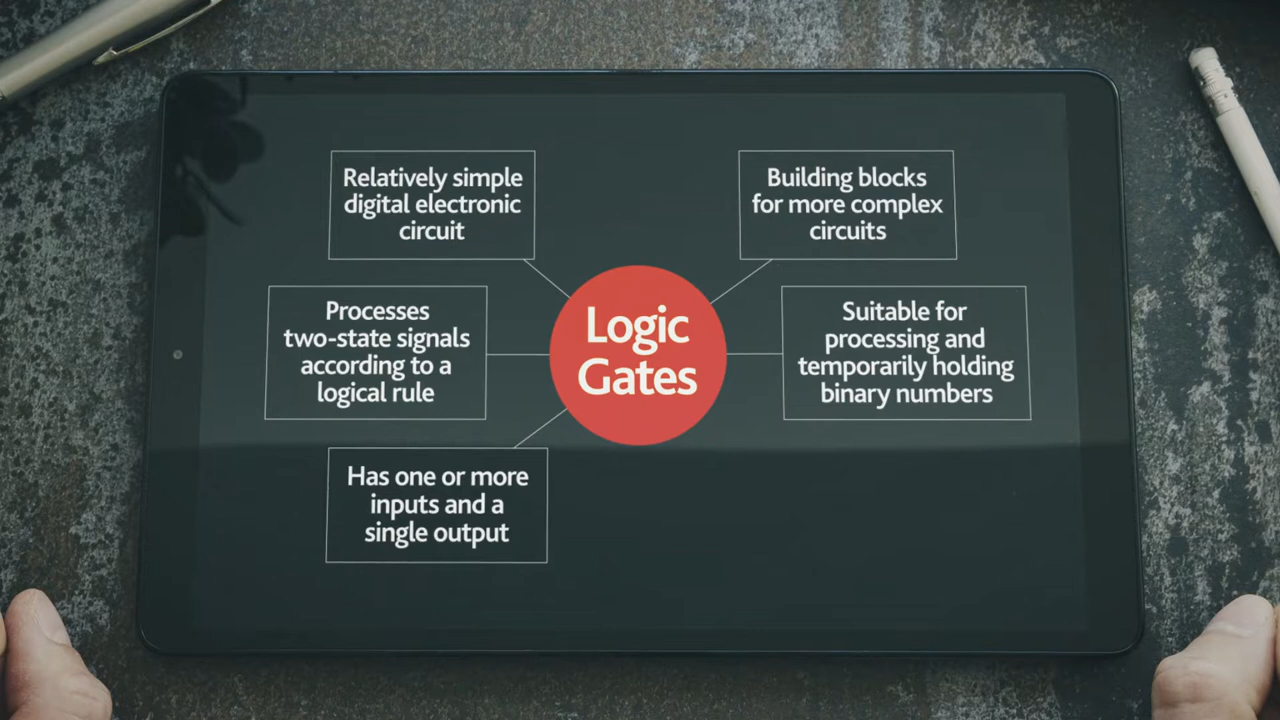 Relatively simple
digital electronic
circuit
Building blocks
for more complex
circuits
Processes
two-state signals
according to a
logical rule
Logic
Gates
Suitable for
processing and
temporarily holding
binary numbers
Has one or more
inputs and a
single output